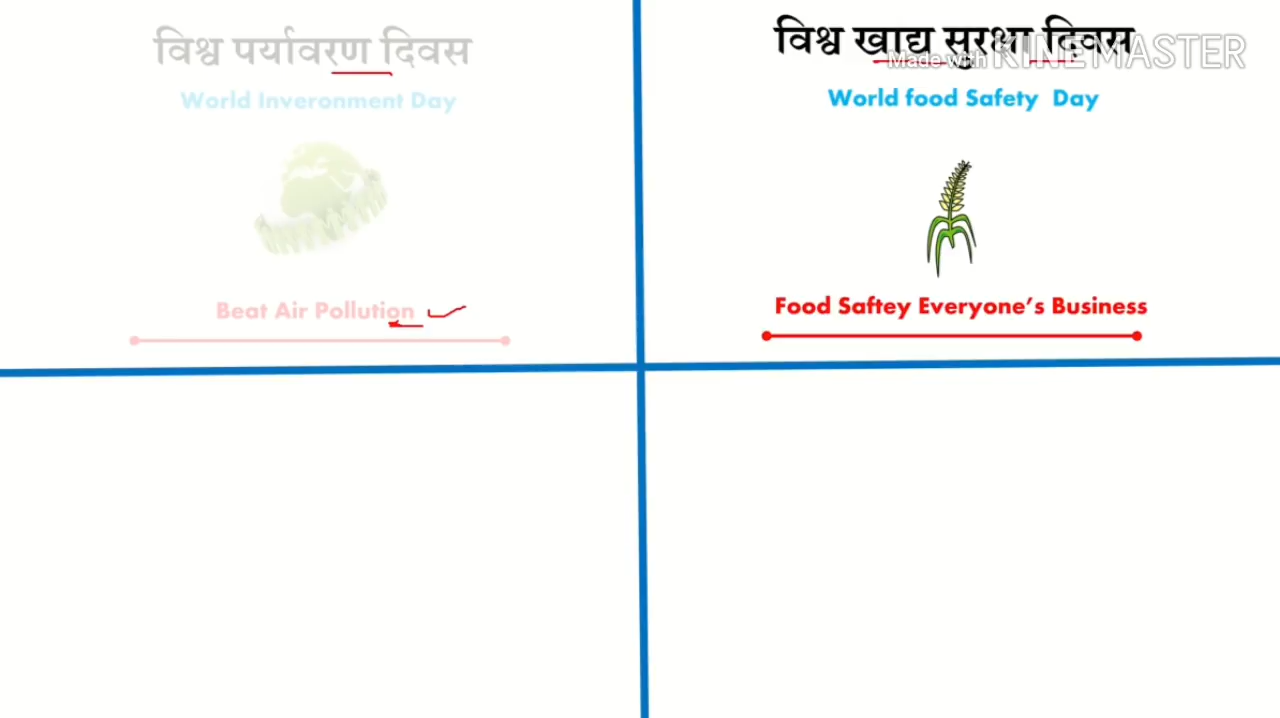 विश्व पर्यावरण दिवस
World Inveronment Day
Beat Air Pollution
विश्व खाद्य सुरक्षा दिवस
Made with KINEMASTER
World food Safety Day
Food Saftey Everyone's Business